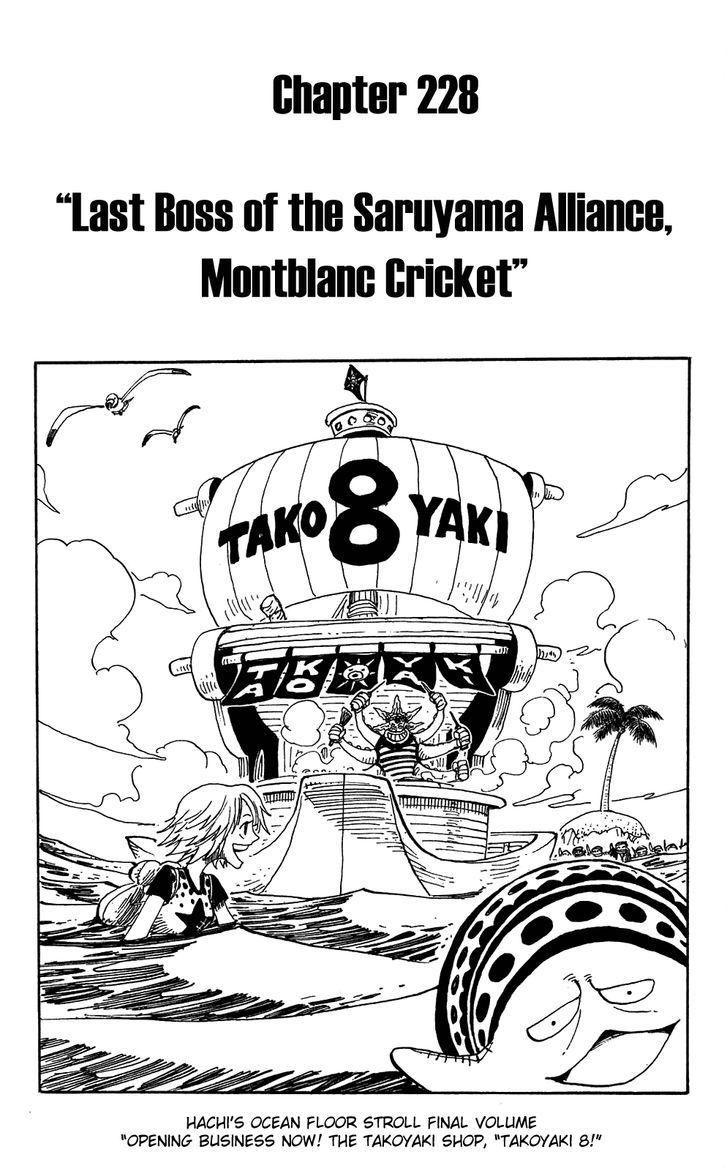 Chapter 228
“Last Boss of the Saruyama Alliance,
Montblanc Cricket”
TAKO 8 YAKI
TAKOYAKI
HACHI'S OCEAN FLOOR STROLL FINAL VOLUME
"OPENING BUSINESS NOW! THE TAKOYAKI SHOP, "TAKOYAKI 8!"